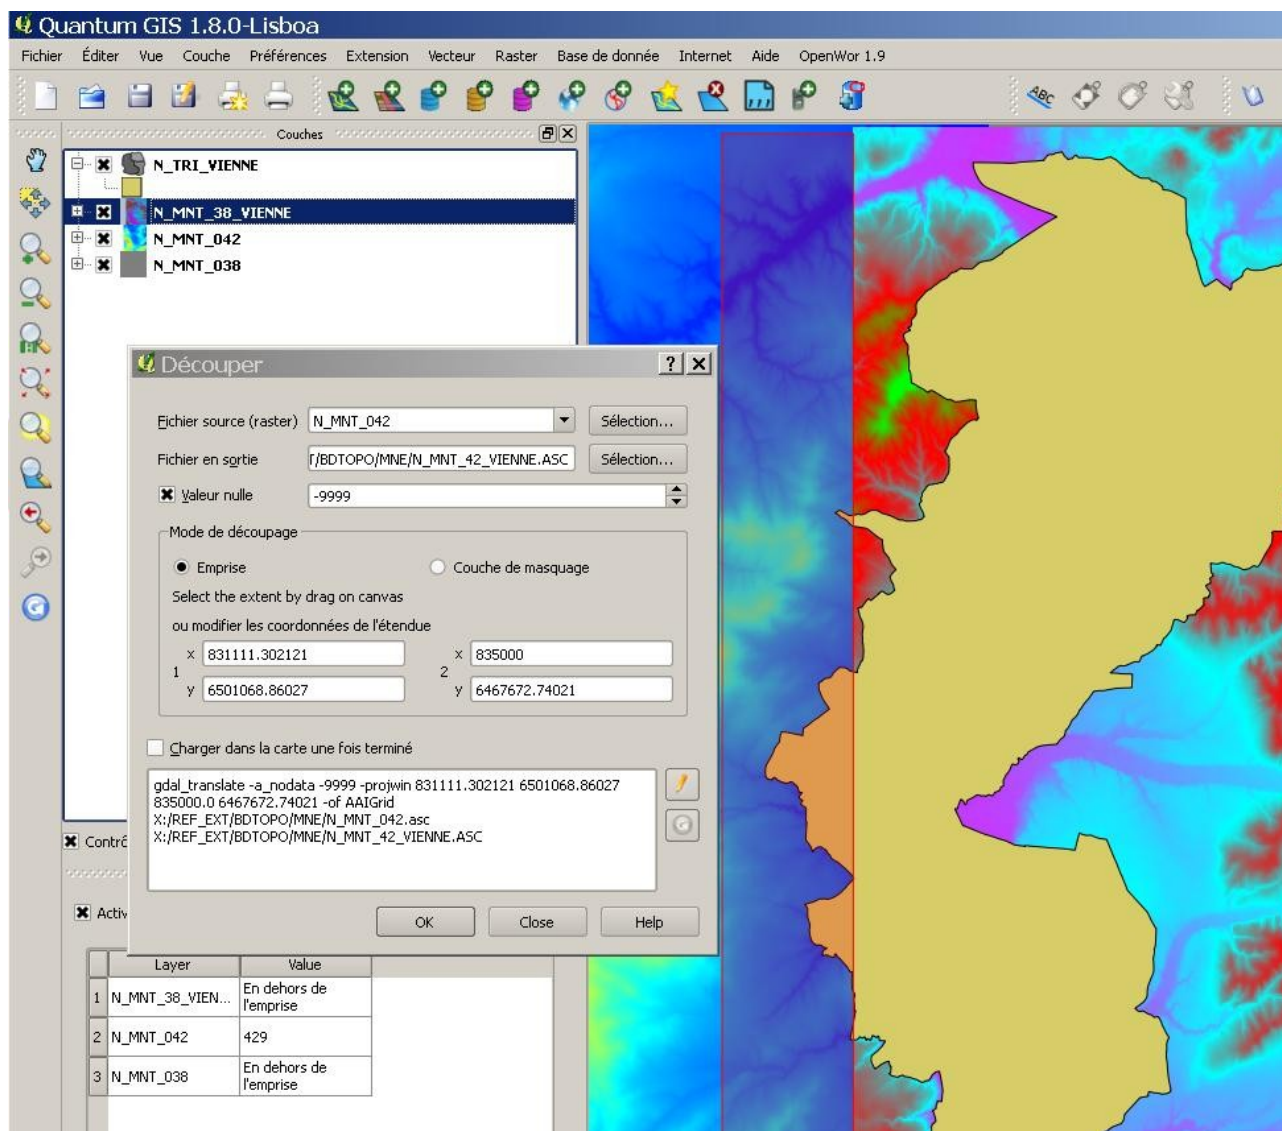 Quantum GIS 1.8.0-Lisboa
Fichier Éditer Vue Couche Préférences Extension Vecteur Raster Base de donnée Internet Aide OpenWor 1.9
ABC
Couches
N_TRI_VIENNE
N_MNT_38_VIENNE
N_MNT_042
N_MNT_038
Découper
Fichier source (raster) N_MNT_042 Sélection...
Fichier en sortie T/BDTOPO/MNE/N_MNT_42_VIENNE.ASC Sélection...
Valeur nulle -9999
Mode de découpage
Emprise Couche de masquage
Select the extent by drag on canvas
ou modifier les coordonnées de l'étendue
x 831111.302121 x 835000
1 2
y 6501068.86027 y 6467672.74021
Charger dans la carte une fois terminé
gdal_translate -a_nodata -9999 -projwin 831111.302121 6501068.86027
835000.0 6467672.74021 -of AAIGrid
X:/REF_EXT/BDTOPO/MNE/N_MNT_042.asc
X:/REF_EXT/BDTOPO/MNE/N_MNT_42_VIENNE.ASC
Contrô
Activ
OK Close Help
Layer Value
1 N_MNT_38_VIEN... En dehors de l'emprise
2 N_MNT_042 429
3 N_MNT_038 En dehors de l'emprise